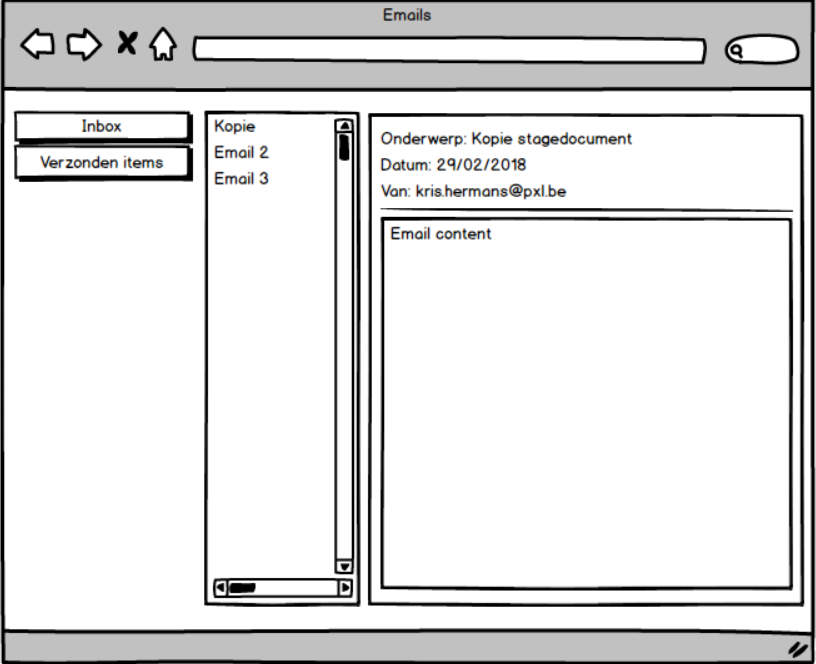 Emails
Inbox
Verzonden items
Kopie
Email 2
Email 3
Onderwerp: Kopie stagedocument
Datum: 29/02/2018
Van: kris.hermans@pxl.be
Email content